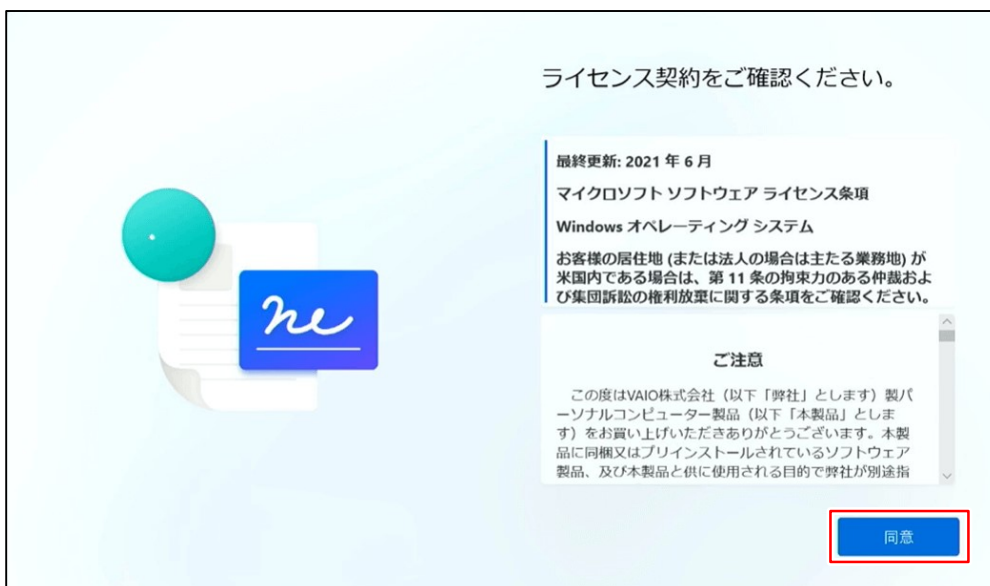 ライセンス契約をご確認ください。
最終更新: 2021 年 6 月
マイクロソフト ソフトウェア ライセンス条項
Windows オペレーティング システム
お客様の居住地 (または法人の場合は主たる業務地) が
米国内である場合は、第 11 条の拘束力のある仲裁およ
び集団訴訟の権利放棄に関する条項をご確認ください。
ご注意
この度はVAIO株式会社（以下「弊社」とします）製パ
ーソナルコンピューター製品（以下「本製品」としま
す）をお買い上げいただきありがとうございます。本製
品に同梱又はプリインストールされているソフトウェア
製品、及び本製品と供に使用される目的で弊社が別途指
同意